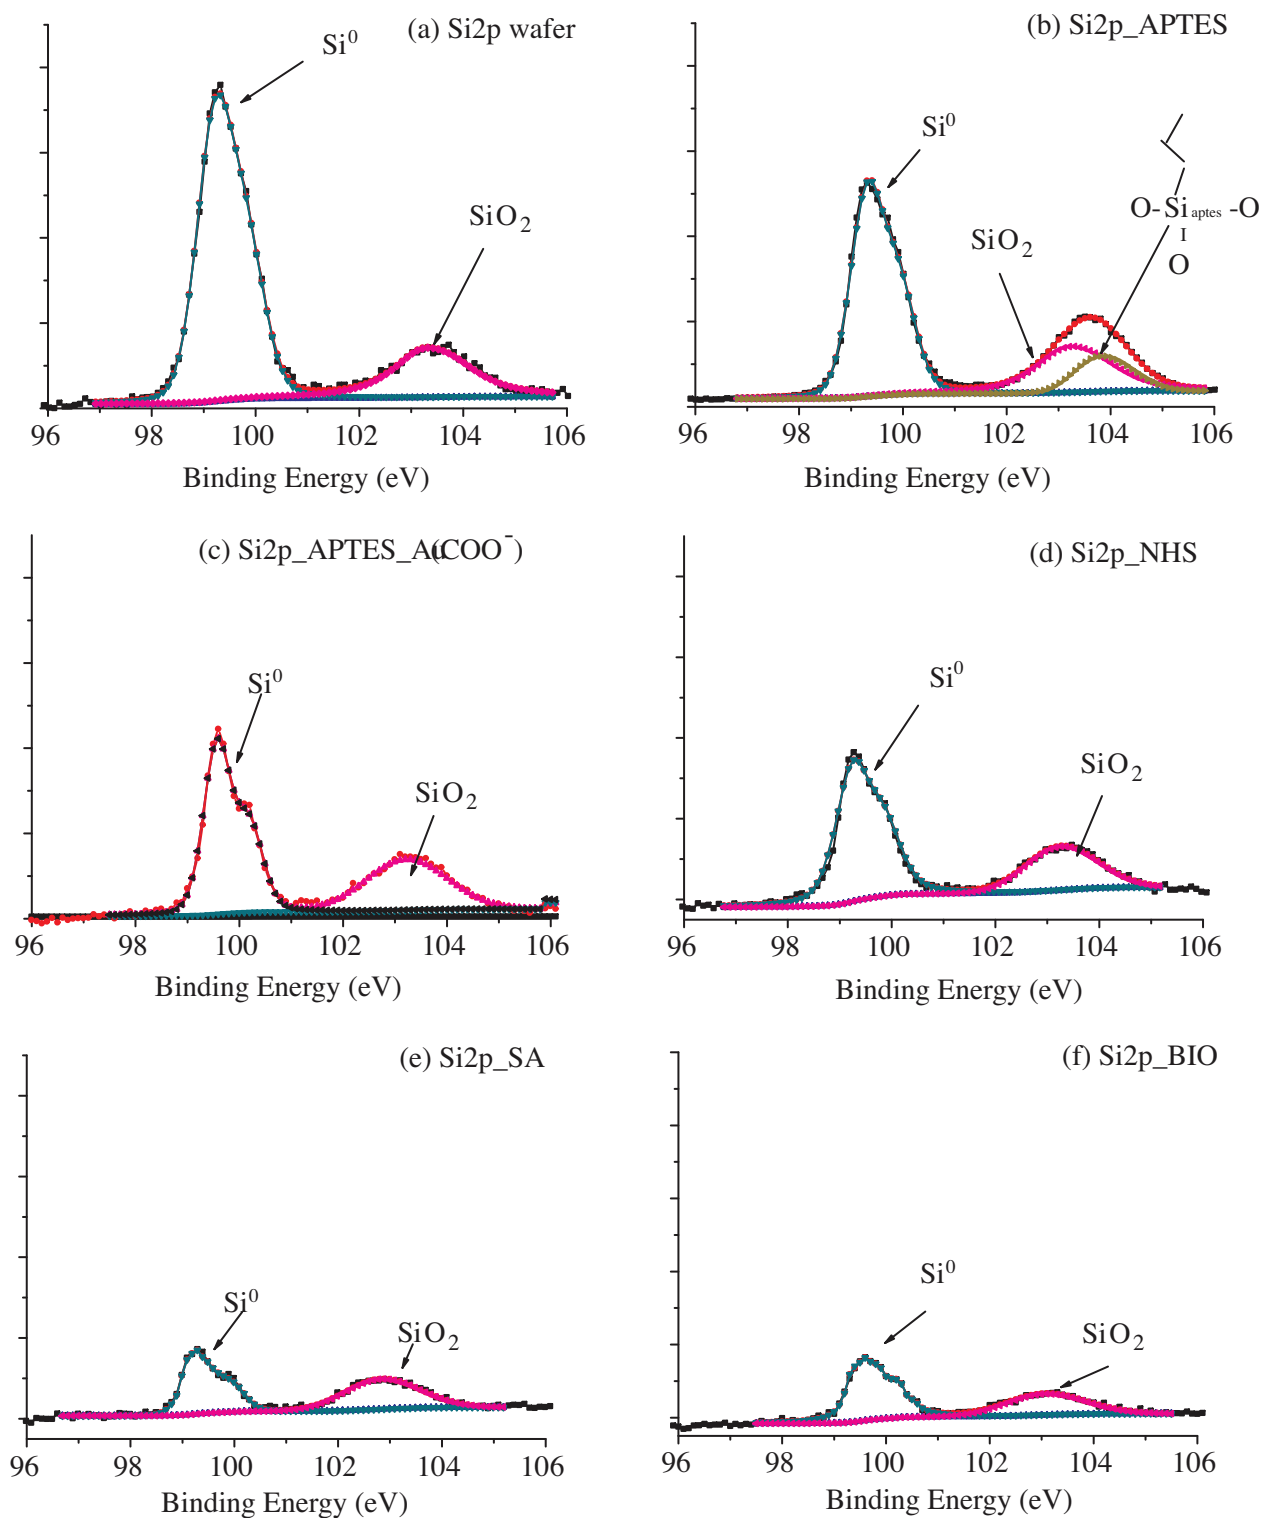 (a) Si2p wafer
Si⁰
SiO₂
96 98 100 102 104 106
Binding Energy (eV)
(b) Si2p_APTES
Si⁰
SiO₂
O-Si aptes -O
I
O
96 98 100 102 104 106
Binding Energy (eV)
(c) Si2p_APTES_Au(COO⁻)
Si⁰
SiO₂
96 98 100 102 104 106
Binding Energy (eV)
(d) Si2p_NHS
Si⁰
SiO₂
96 98 100 102 104 106
Binding Energy (eV)
(e) Si2p_SA
Si⁰
SiO₂
96 98 100 102 104 106
Binding Energy (eV)
(f) Si2p_BIO
Si⁰
SiO₂
96 98 100 102 104 106
Binding Energy (eV)